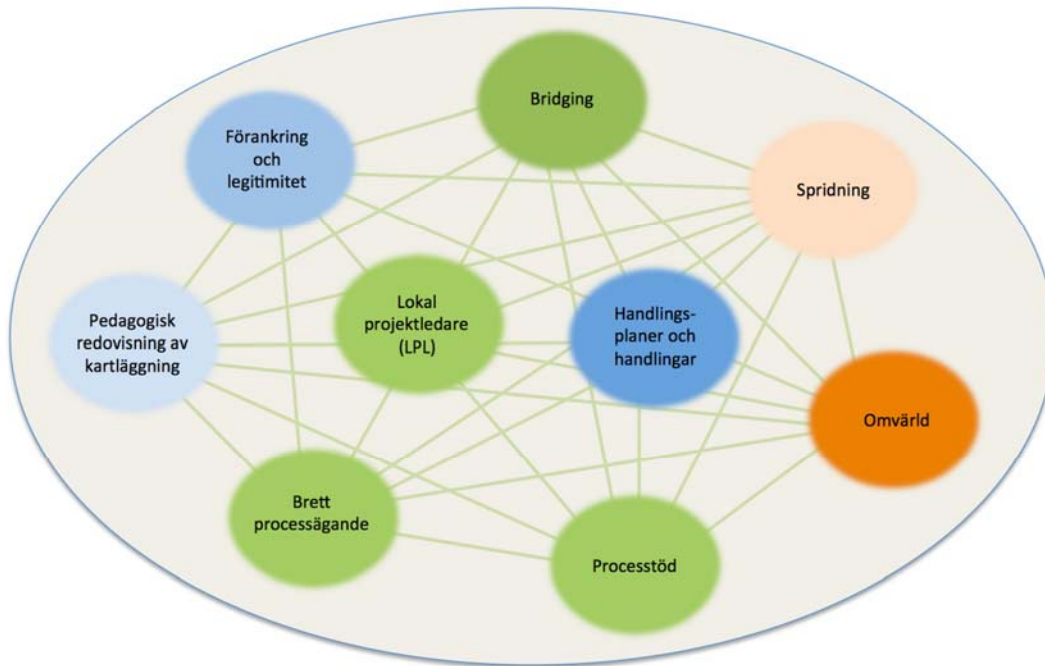 Bridging
Förankring
och
legitimitet
Spridning
Lokal
projektledare
(LPL)
Handlings-
planer och
handlingar
Pedagogisk
redovisning av
kartläggning
Omvärld
Brett
processägande
Processtöd